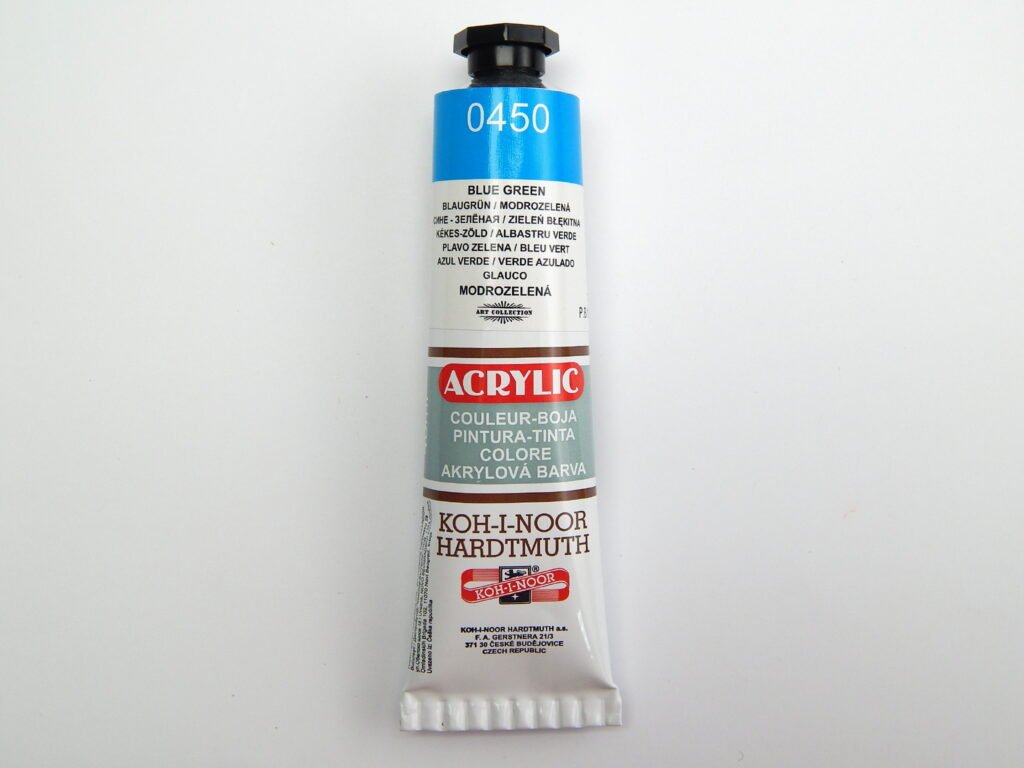 0450
BLUE GREEN
BLAUGRÜN / MODROZELENÁ
СИНЕ - ЗЕЛЁНАЯ / ZIELEŃ BŁĘKITNA
KÉKES-ZÖLD / ALBASTRU VERDE
PLAVO ZELENA / BLEU VERT
AZUL VERDE / VERDE AZULADO
GLAUCO
MODROZELENÁ
ART COLLECTION
ACRYLIC
COULEUR-BOJA
PINTURA-TINTA
COLORE
AKRYLOVÁ BARVA
KOH-I-NOOR
HARDTMUTH
KOH-I-NOOR
®
KOH-I-NOOR HARDTMUTH a.s.
F. A. GERSTNERA 21/3
371 30 ČESKÉ BUDĚJOVICE
CZECH REPUBLIC